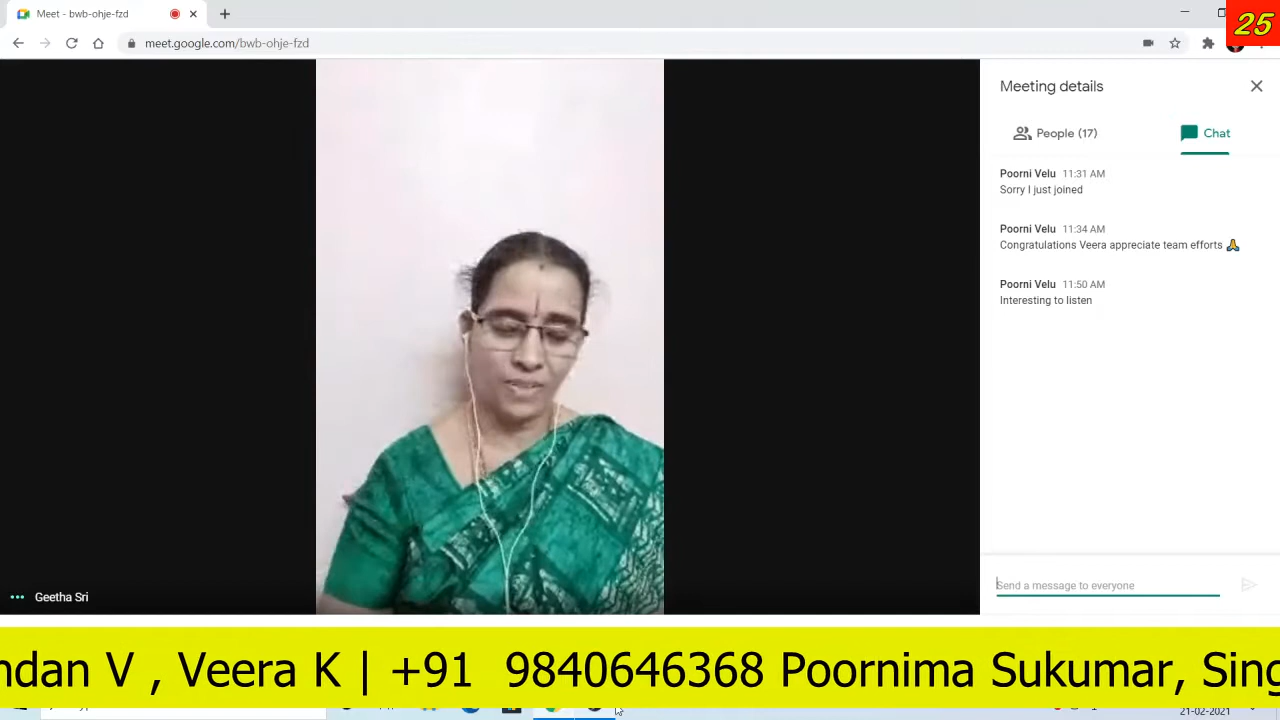 Meet - bwb-ohje-fzd
25
meet.google.com/bwb-ohje-fzd
Meeting details
People (17)
Chat
Poorni Velu 11:31 AM
Sorry I just joined
Poorni Velu 11:34 AM
Congratulations Veera appreciate team efforts 🙏
Poorni Velu 11:50 AM
Interesting to listen
Send a message to everyone
Geetha Sri
ndan V , Veera K | +91 9840646368 Poornima Sukumar, Sing
21-02-2021